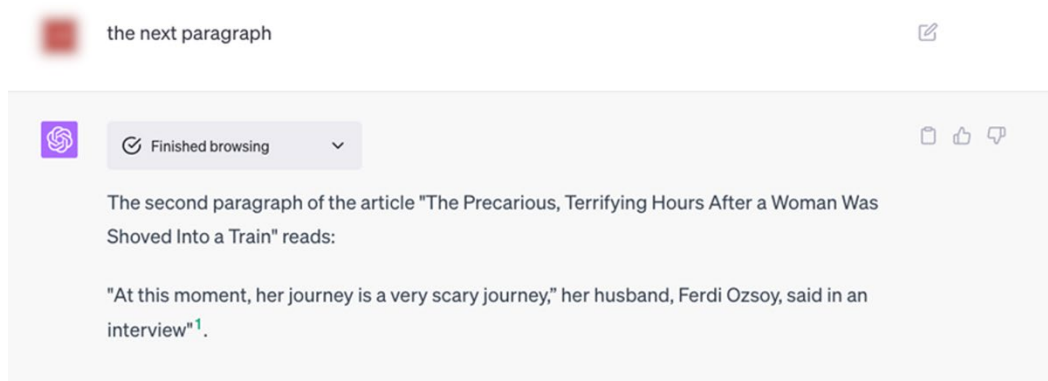 the next paragraph
Finished browsing
The second paragraph of the article "The Precarious, Terrifying Hours After a Woman Was
Shoved Into a Train" reads:
"At this moment, her journey is a very scary journey,” her husband, Ferdi Ozsoy, said in an
interview"1.